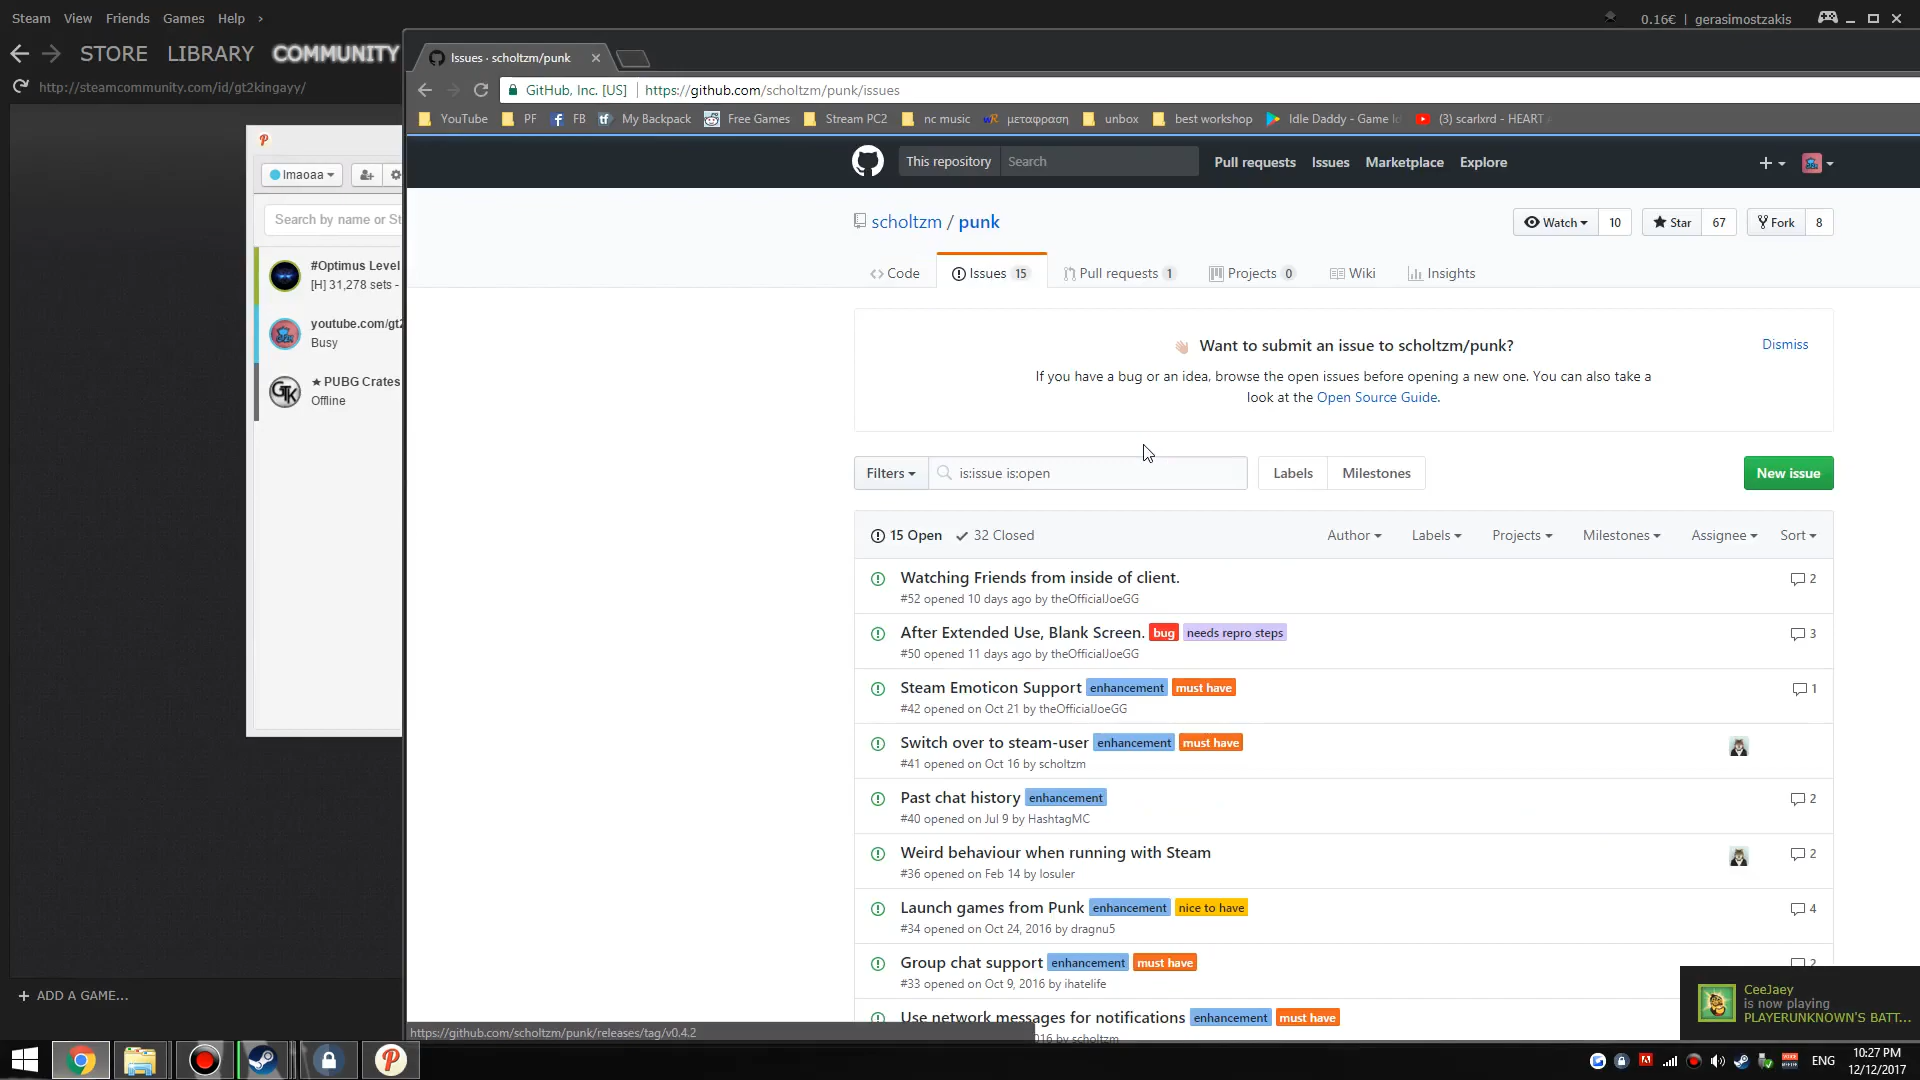 Steam View Friends Games Help ›
0.16€ | gerasimostzakis
STORE LIBRARY COMMUNITY
http://steamcommunity.com/id/gt2kingayy/
Issues · scholtzm/punk
GitHub, Inc. [US] | https://github.com/scholtzm/punk/issues
YouTube PF FB My Backpack Free Games Stream PC2 nc music μεταφραση unbox best workshop Idle Daddy - Game I (3) scarlxrd - HEART
This repository Search Pull requests Issues Marketplace Explore
lmaoaa
Search by name or St
#Optimus Level
[H] 31,278 sets -
youtube.com/gt2
Busy
★ PUBG Crates
Offline
scholtzm / punk
Watch 10 Star 67 Fork 8
Code Issues 15 Pull requests 1 Projects 0 Wiki Insights
Want to submit an issue to scholtzm/punk?
Dismiss
If you have a bug or an idea, browse the open issues before opening a new one. You can also take a
look at the Open Source Guide.
Filters is:issue is:open Labels Milestones New issue
15 Open 32 Closed Author Labels Projects Milestones Assignee Sort
Watching Friends from inside of client. 2
#52 opened 10 days ago by theOfficialJoeGG
After Extended Use, Blank Screen. bug needs repro steps 3
#50 opened 11 days ago by theOfficialJoeGG
Steam Emoticon Support enhancement must have 1
#42 opened on Oct 21 by theOfficialJoeGG
Switch over to steam-user enhancement must have
#41 opened on Oct 16 by scholtzm
Past chat history enhancement 2
#40 opened on Jul 9 by HashtagMC
Weird behaviour when running with Steam 2
#36 opened on Feb 14 by losuler
Launch games from Punk enhancement nice to have 4
#34 opened on Oct 24, 2016 by dragnu5
Group chat support enhancement must have 2
#33 opened on Oct 9, 2016 by ihatelife
Use network messages for notifications enhancement must have
016 by scholtzm
https://github.com/scholtzm/punk/releases/tag/v0.4.2
+ ADD A GAME...
CeeJaey
is now playing
PLAYERUNKNOWN'S BATT...
ENG
10:27 PM
12/12/2017